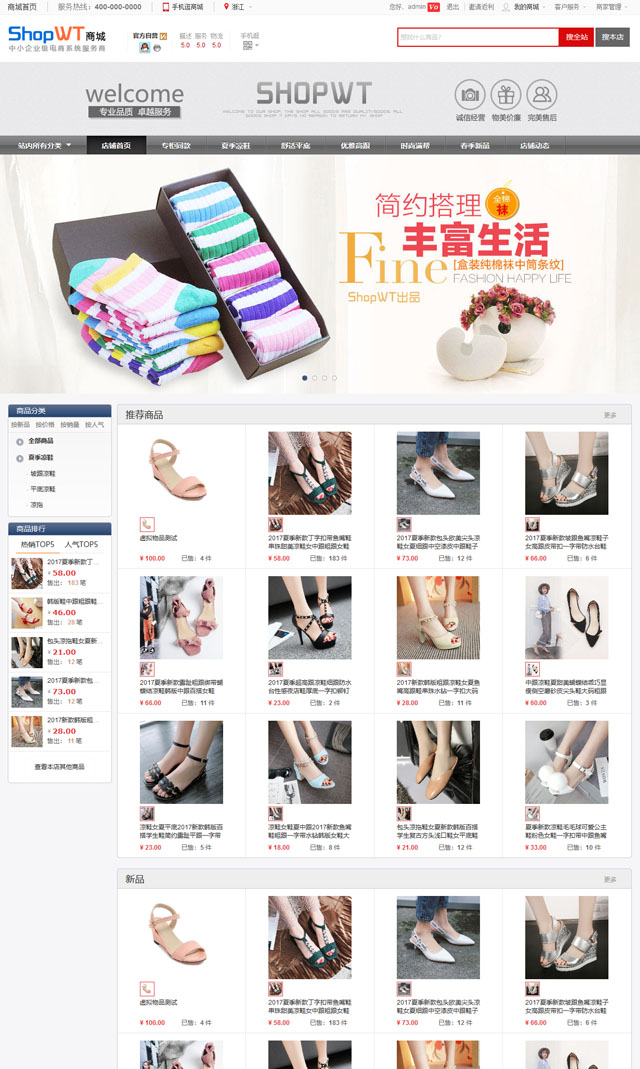 商城首页 服务热线：400-000-0000 手机逛商城 浙江
您好，admin V0 退出 邀请返利 我的商城 客户服务 商家管理
ShopWT 商城
中小企业级电商系统服务商
官方自营
描述 服务 物流
5.0 5.0 5.0
手机逛
想找什么商品?
搜全站 搜本店
welcome
专业品质 卓越服务
SHOPWT
诚信经营 物美价廉 完美售后
站内所有分类 店铺首页 专柜同款 夏季凉鞋 舒适平底 优雅高跟 时尚满帮 春季新品 店铺动态
简约搭理
全棉
袜
丰富生活
Fine
[盒装纯棉袜中筒条纹]
FASHION HAPPY LIFE
ShopWT出品
商品分类
按新品 按价格 按销量 按人气
全部商品
夏季凉鞋
坡跟凉鞋
平底凉鞋
凉拖
商品排行
热销TOP5 人气TOP5
2017夏季新款丁...
¥ 58.00
售出： 183 笔
韩版鞋中跟粗跟鞋...
¥ 46.00
售出： 28 笔
包头凉拖鞋女夏新...
¥ 21.00
售出： 12 笔
2017夏季新款包...
¥ 73.00
售出： 12 笔
2017新款韩版粗...
¥ 28.00
售出： 11 笔
查看本店其他商品
推荐商品 更多
虚拟物品测试
¥ 100.00 已售：4 件
2017夏季新款丁字扣带鱼嘴鞋
串珠甜美凉鞋女中跟粗跟女鞋
¥ 58.00 已售：183 件
2017夏季新款包头欧美尖头凉
鞋女夏细跟中空漆皮中跟鞋子
¥ 73.00 已售：12 件
2017夏季新款坡跟鱼嘴凉鞋子
女高跟皮带扣一字带防水台鞋
¥ 66.00 已售：6 件
2017夏季新款露趾粗跟绑带蝴
蝶结凉鞋韩版中跟百搭女鞋
¥ 66.00 已售：11 件
2017夏季超高跟凉鞋细跟防水
台性感夜店鞋厚底一字扣铆钉
¥ 23.00 已售：2 件
2017新款韩版粗跟凉鞋女夏鱼
嘴高跟鞋串珠水钻一字扣大码
¥ 28.00 已售：11 件
中跟凉鞋夏甜美蝴蝶结乖巧显
瘦侧空磨砂皮尖头鞋大码粗跟
¥ 60.00 已售：3 件
凉鞋女夏平底2017新款韩版百
搭学生鞋简约露趾平跟一字带
¥ 23.00 已售：5 件
凉鞋女鞋夏中跟2017新款鱼嘴
鞋粗跟一字带水钻韩版女鞋大
¥ 18.00 已售：8 件
包头凉拖鞋女夏新款韩版百搭
学生复古方头浅口鞋女平底鞋
¥ 21.00 已售：12 件
夏季新款凉鞋毛毛球可爱公主
鞋粉色女鞋一字扣带中跟鱼嘴
¥ 33.00 已售：10 件
新品 更多
虚拟物品测试
¥ 100.00 已售：4 件
2017夏季新款丁字扣带鱼嘴鞋
串珠甜美凉鞋女中跟粗跟女鞋
¥ 58.00 已售：183 件
2017夏季新款包头欧美尖头凉
鞋女夏细跟中空漆皮中跟鞋子
¥ 73.00 已售：12 件
2017夏季新款坡跟鱼嘴凉鞋子
女高跟皮带扣一字带防水台鞋
¥ 66.00 已售：6 件